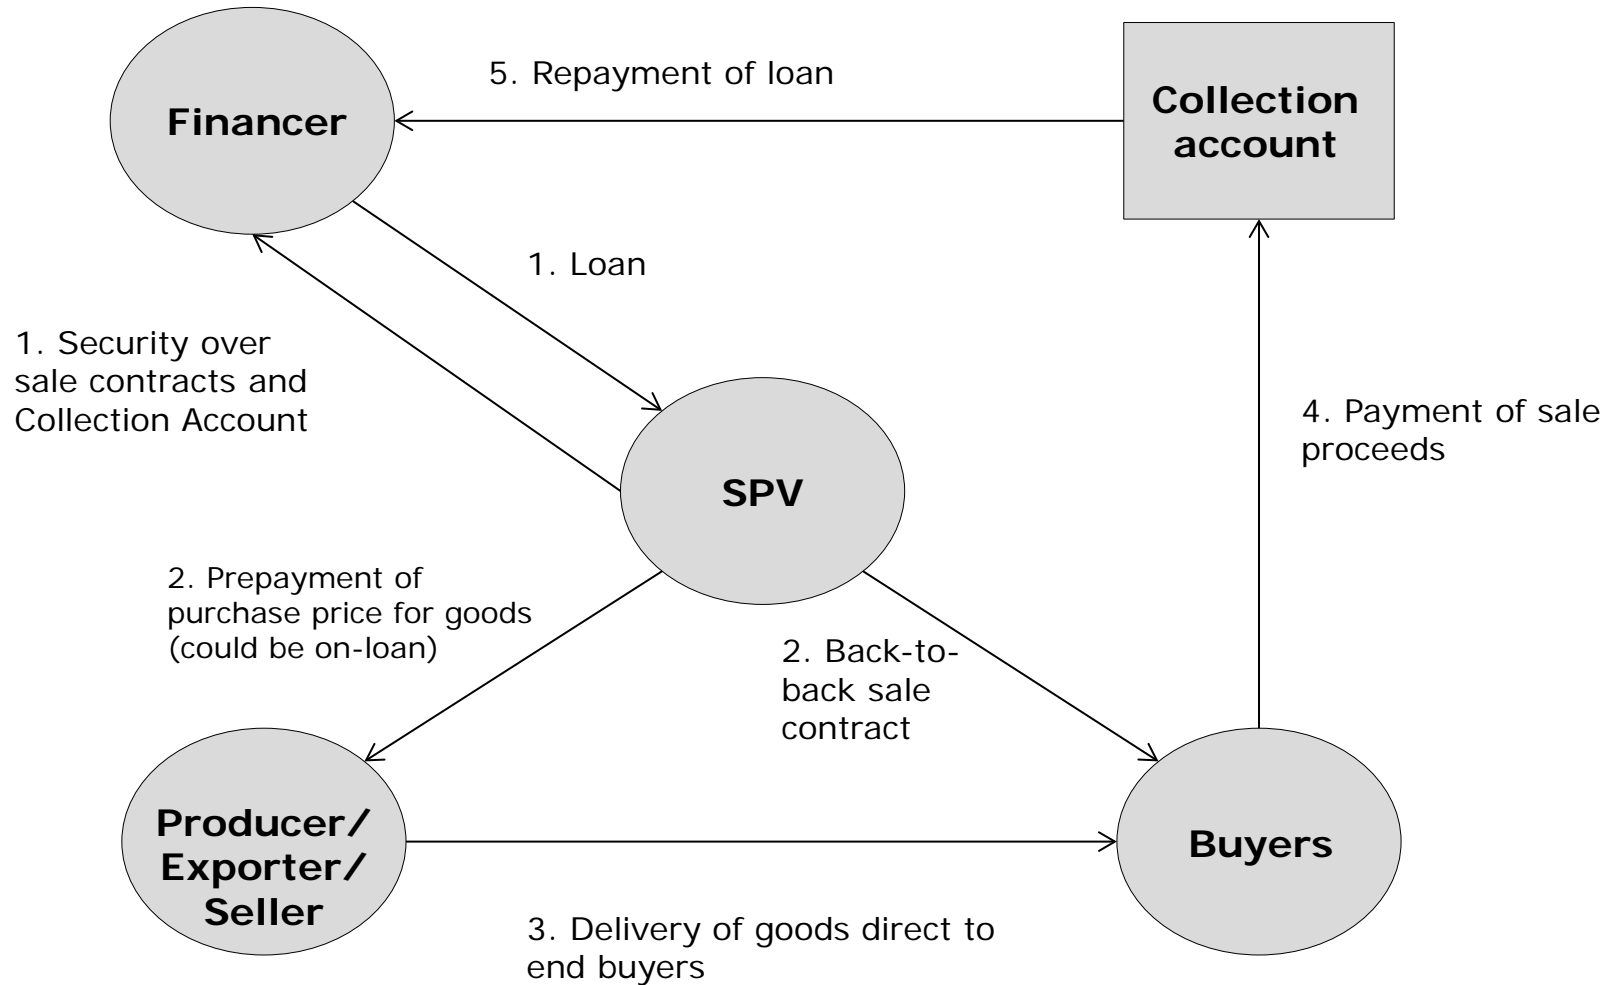 5. Repayment of loan
Financer
Collection
account
1. Loan
1. Security over
sale contracts and
Collection Account
4. Payment of sale
proceeds
SPV
2. Prepayment of
purchase price for goods
(could be on-loan)
2. Back-to-
back sale
contract
Producer/
Exporter/
Seller
Buyers
3. Delivery of goods direct to
end buyers